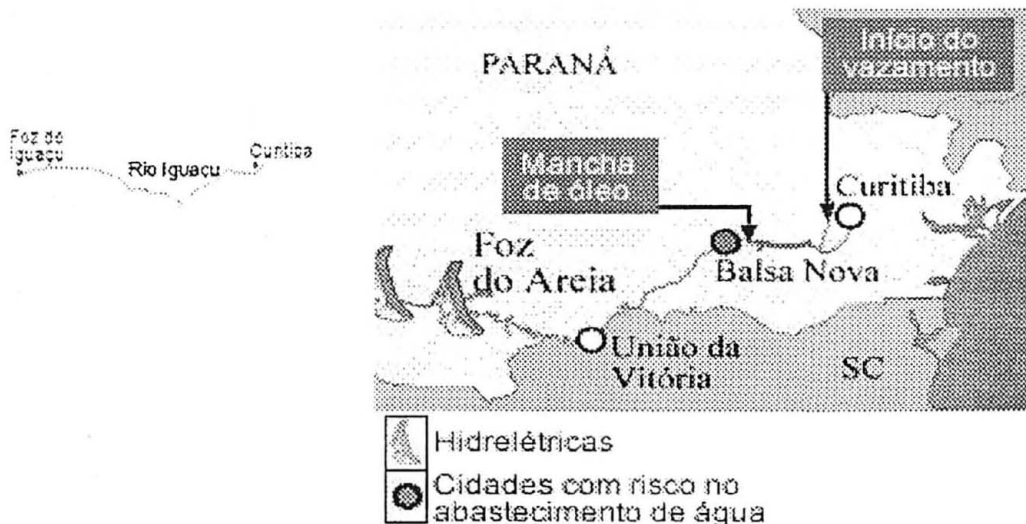 Foz do
Iguaçu
Rio Iguaçu
Curitiba
PARANÁ
Início do
vazamento
Mancha
de óleo
Curitiba
Foz
do Areia
Balsa Nova
União da
Vitória
SC
Hidrelétricas
Cidades com risco no
abastecimento de água